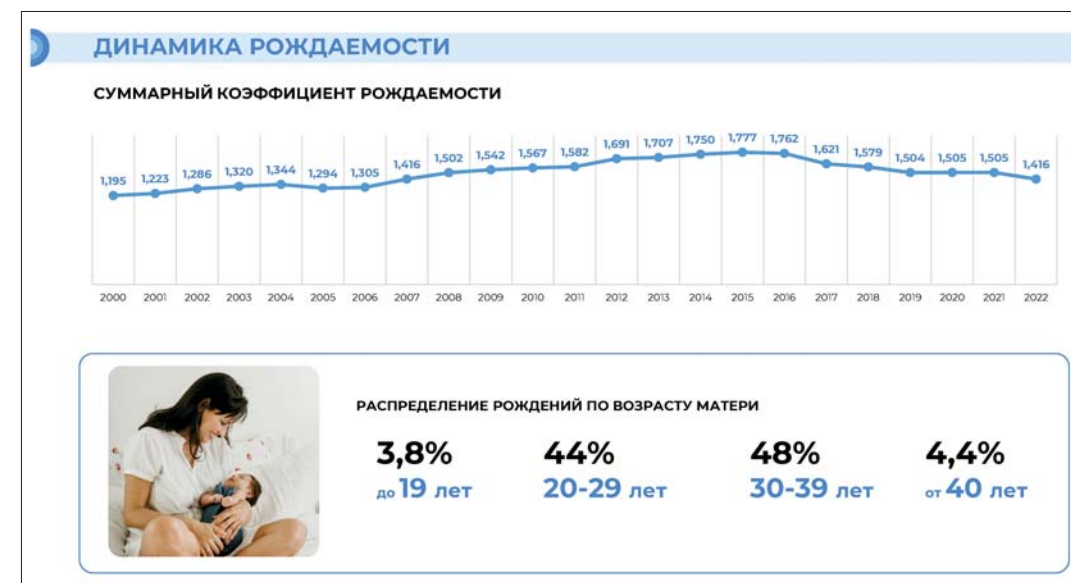 ДИНАМИКА РОЖДАЕМОСТИ
СУММАРНЫЙ КОЭФФИЦИЕНТ РОЖДАЕМОСТИ
1,195 1,223 1,286 1,320 1,344 1,294 1,305 1,416 1,502 1,542 1,567 1,582 1,691 1,707 1,750 1,777 1,762 1,621 1,579 1,504 1,505 1,505 1,416
2000 2001 2002 2003 2004 2005 2006 2007 2008 2009 2010 2011 2012 2013 2014 2015 2016 2017 2018 2019 2020 2021 2022
РАСПРЕДЕЛЕНИЕ РОЖДЕНИЙ ПО ВОЗРАСТУ МАТЕРИ
3,8% 44% 48% 4,4%
до 19 лет 20-29 лет 30-39 лет от 40 лет